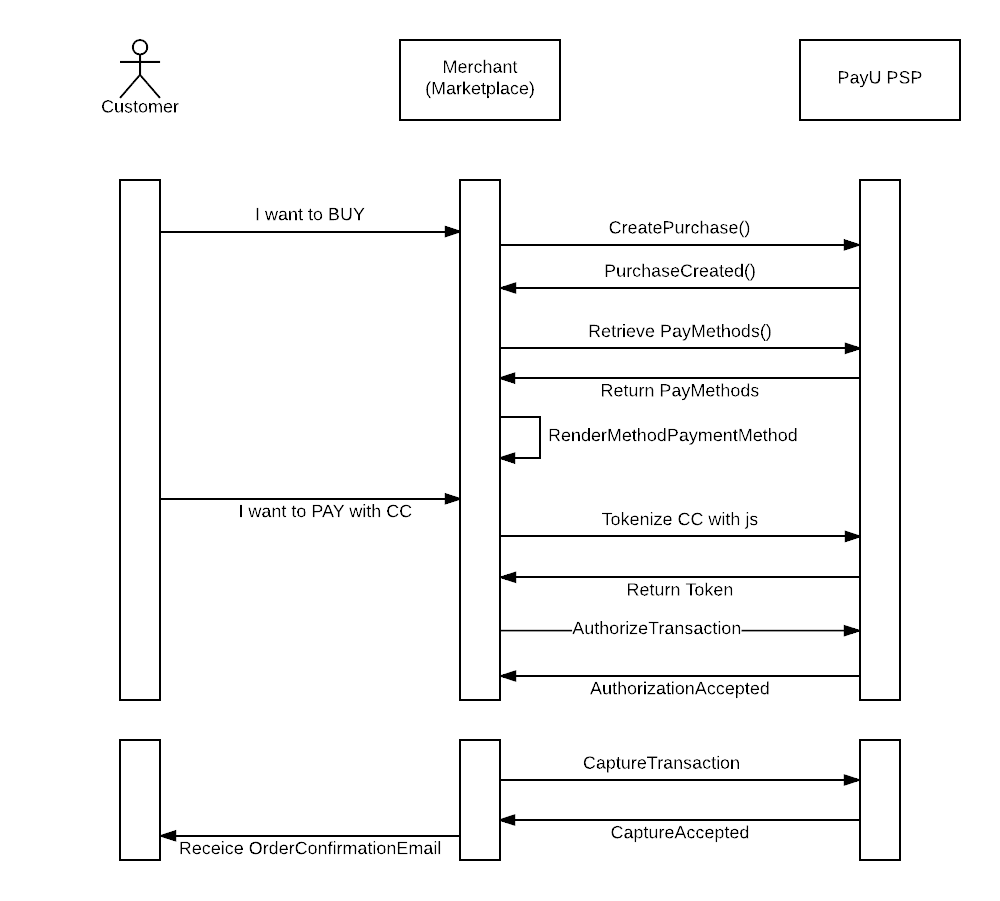 Customer
Merchant
(Marketplace)
PayU PSP
I want to BUY
CreatePurchase()
PurchaseCreated()
Retrieve PayMethods()
Return PayMethods
RenderMethodPaymentMethod
I want to PAY with CC
Tokenize CC with js
Return Token
AuthorizeTransaction
AuthorizationAccepted
CaptureTransaction
CaptureAccepted
Receice OrderConfirmationEmail